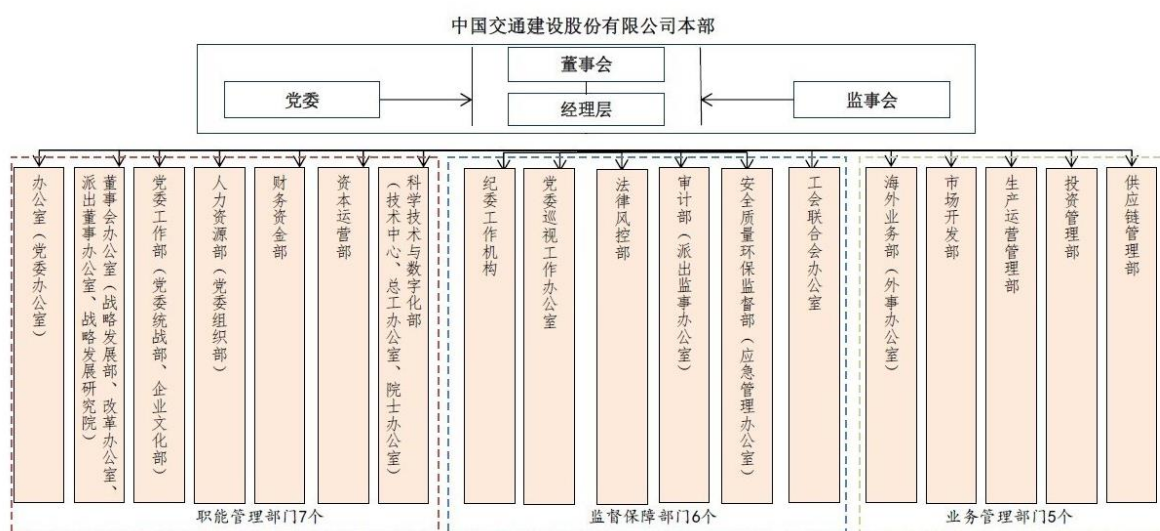 中国交通建设股份有限公司本部
董事会
党委
经理层
监事会
办公室（党委办公室）
董事会办公室（战略发展部、改革办公室、
派出董事办公室、战略发展研究院）
党委工作部（党委统战部、企业文化部）
人力资源部（党委组织部）
财务资金部
资本运营部
科学技术与数字化部
（技术中心、总工办公室、院士办公室）
纪委工作机构
党委巡视工作办公室
法律风控部
审计部（派出监事办公室）
安全质量环保监督部（应急管理办公室）
工会联合会办公室
海外业务部（外事办公室）
市场开发部
生产运营管理部
投资管理部
供应链管理部
职能管理部门7个
监督保障部门6个
业务管理部门5个